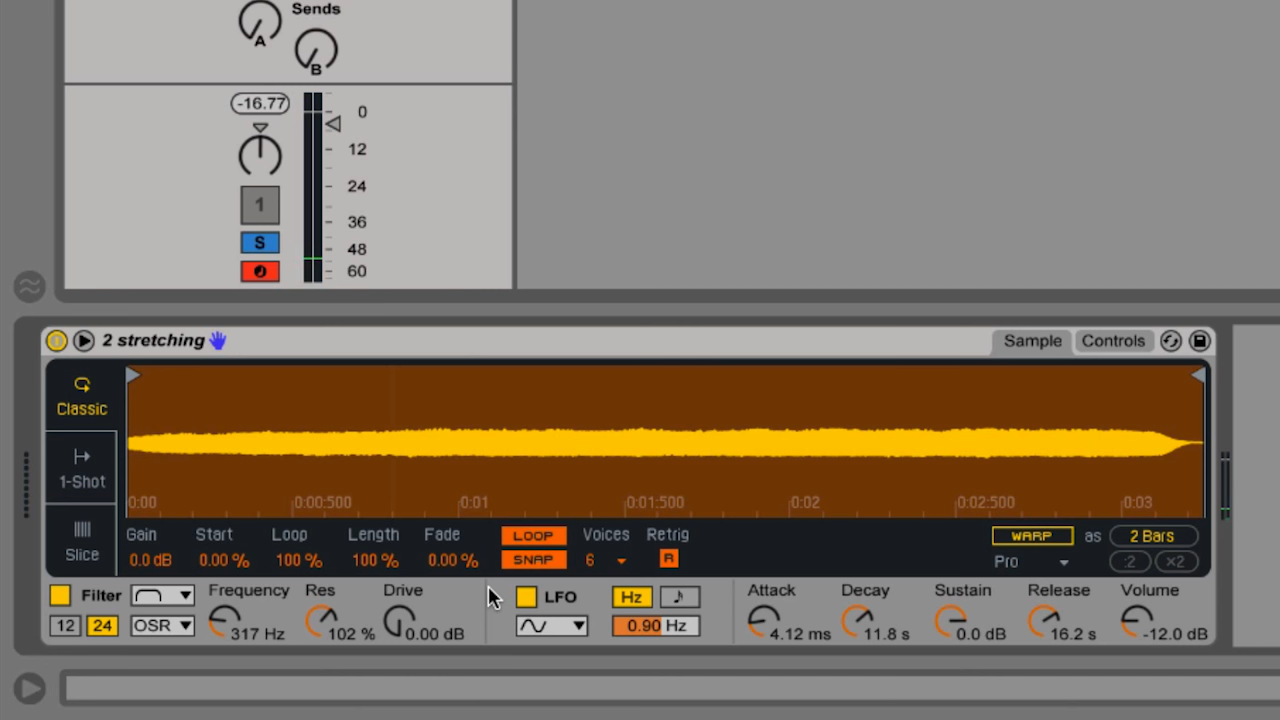 Sends
A
B
-16.77
0
12
24
36
48
60
1
S
2 stretching
Sample
Controls
Classic
1-Shot
Slice
0:00
0:00:500
0:01
0:01:500
0:02
0:02:500
0:03
Gain Start Loop Length Fade LOOP Voices Retrig WARP as 2 Bars
0.0 dB 0.00 % 100 % 100 % 0.00 % SNAP 6 R Pro :2 ×2
Filter Frequency Res Drive LFO Hz Attack Decay Sustain Release Volume
12 24 OSR 317 Hz 102 % 0.00 dB 0.90 Hz 4.12 ms 11.8 s 0.0 dB 16.2 s -12.0 dB